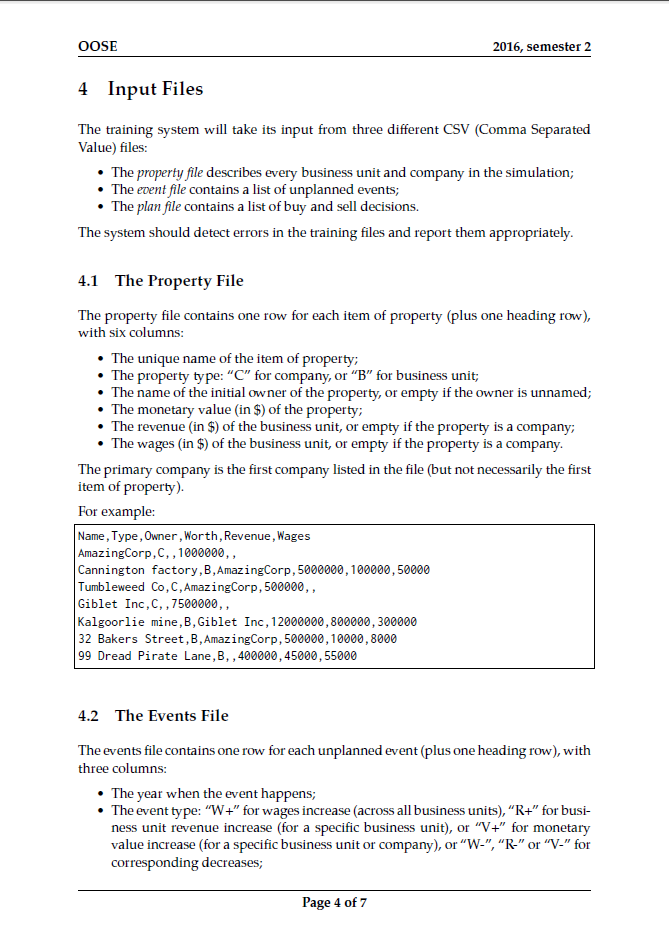 OOSE 2016, semester 2
4 Input Files
The training system will take its input from three different CSV (Comma Separated
Value) files:
• The property file describes every business unit and company in the simulation;
• The event file contains a list of unplanned events;
• The plan file contains a list of buy and sell decisions.
The system should detect errors in the training files and report them appropriately.
4.1 The Property File
The property file contains one row for each item of property (plus one heading row),
with six columns:
• The unique name of the item of property;
• The property type: “C” for company, or “B” for business unit;
• The name of the initial owner of the property, or empty if the owner is unnamed;
• The monetary value (in $) of the property;
• The revenue (in $) of the business unit, or empty if the property is a company;
• The wages (in $) of the business unit, or empty if the property is a company.
The primary company is the first company listed in the file (but not necessarily the first
item of property).
For example:
Name,Type,Owner,Worth,Revenue,Wages
AmazingCorp,C,,1000000,,
Cannington factory,B,AmazingCorp,5000000,100000,50000
Tumbleweed Co,C,AmazingCorp,500000,,
Giblet Inc,C,,7500000,,
Kalgoorlie mine,B,Giblet Inc,12000000,800000,300000
32 Bakers Street,B,AmazingCorp,500000,10000,8000
99 Dread Pirate Lane,B,,400000,45000,55000
4.2 The Events File
The events file contains one row for each unplanned event (plus one heading row), with
three columns:
• The year when the event happens;
• The event type: “W+” for wages increase (across all business units), “R+” for busi-
ness unit revenue increase (for a specific business unit), or “V+” for monetary
value increase (for a specific business unit or company), or “W-”, “R-” or “V-” for
corresponding decreases;
Page 4 of 7